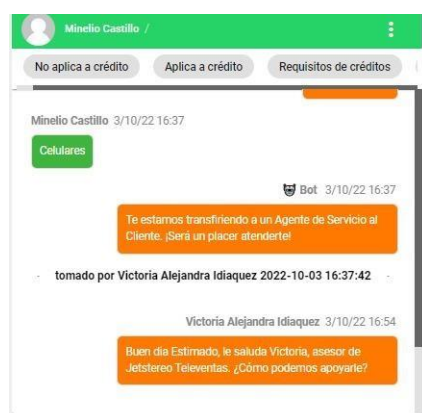 Minelio Castillo /
No aplica a crédito
Aplica a crédito
Requisitos de créditos
Minelio Castillo 3/10/22 16:37
Celulares
Bot 3/10/22 16:37
Te estamos transfiriendo a un Agente de Servicio al
Cliente. ¡Será un placer atenderte!
tomado por Victoria Alejandra Idiaquez 2022-10-03 16:37:42
Victoria Alejandra Idiaquez 3/10/22 16:54
Buen dia Estimado, le saluda Victoria, asesor de
Jetstereo Televentas. ¿Cómo podemos apoyarle?